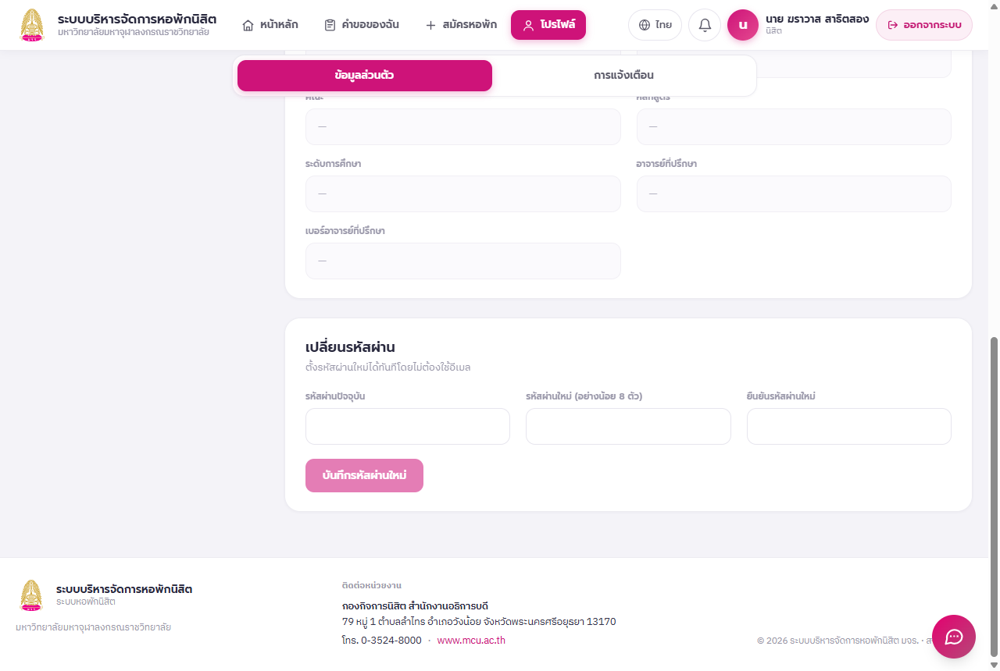 ระบบบริหารจัดการหอพักนิสิต
มหาวิทยาลัยมหาจุฬาลงกรณราชวิทยาลัย
หน้าหลัก
คำขอของฉัน
สมัครหอพัก
โปรไฟล์
ไทย
น
นาย ฆราวาส สาธิตสอง
นิสิต
ออกจากระบบ
ข้อมูลส่วนตัว
การแจ้งเตือน
คณะ
หลักสูตร
—
—
ระดับการศึกษา
อาจารย์ที่ปรึกษา
—
—
เบอร์อาจารย์ที่ปรึกษา
—
เปลี่ยนรหัสผ่าน
ตั้งรหัสผ่านใหม่ได้ทันทีโดยไม่ต้องใช้อีเมล
รหัสผ่านปัจจุบัน
รหัสผ่านใหม่ (อย่างน้อย 8 ตัว)
ยืนยันรหัสผ่านใหม่
บันทึกรหัสผ่านใหม่
ระบบบริหารจัดการหอพักนิสิต
ระบบหอพักนิสิต
มหาวิทยาลัยมหาจุฬาลงกรณราชวิทยาลัย
ติดต่อหน่วยงาน
กองกิจการนิสิต สำนักงานอธิการบดี
79 หมู่ 1 ตำบลลำไทร อำเภอวังน้อย จังหวัดพระนครศรีอยุธยา 13170
โทร. 0-3524-8000 · www.mcu.ac.th
© 2026 ระบบบริหารจัดการหอพักนิสิต มจร. ·